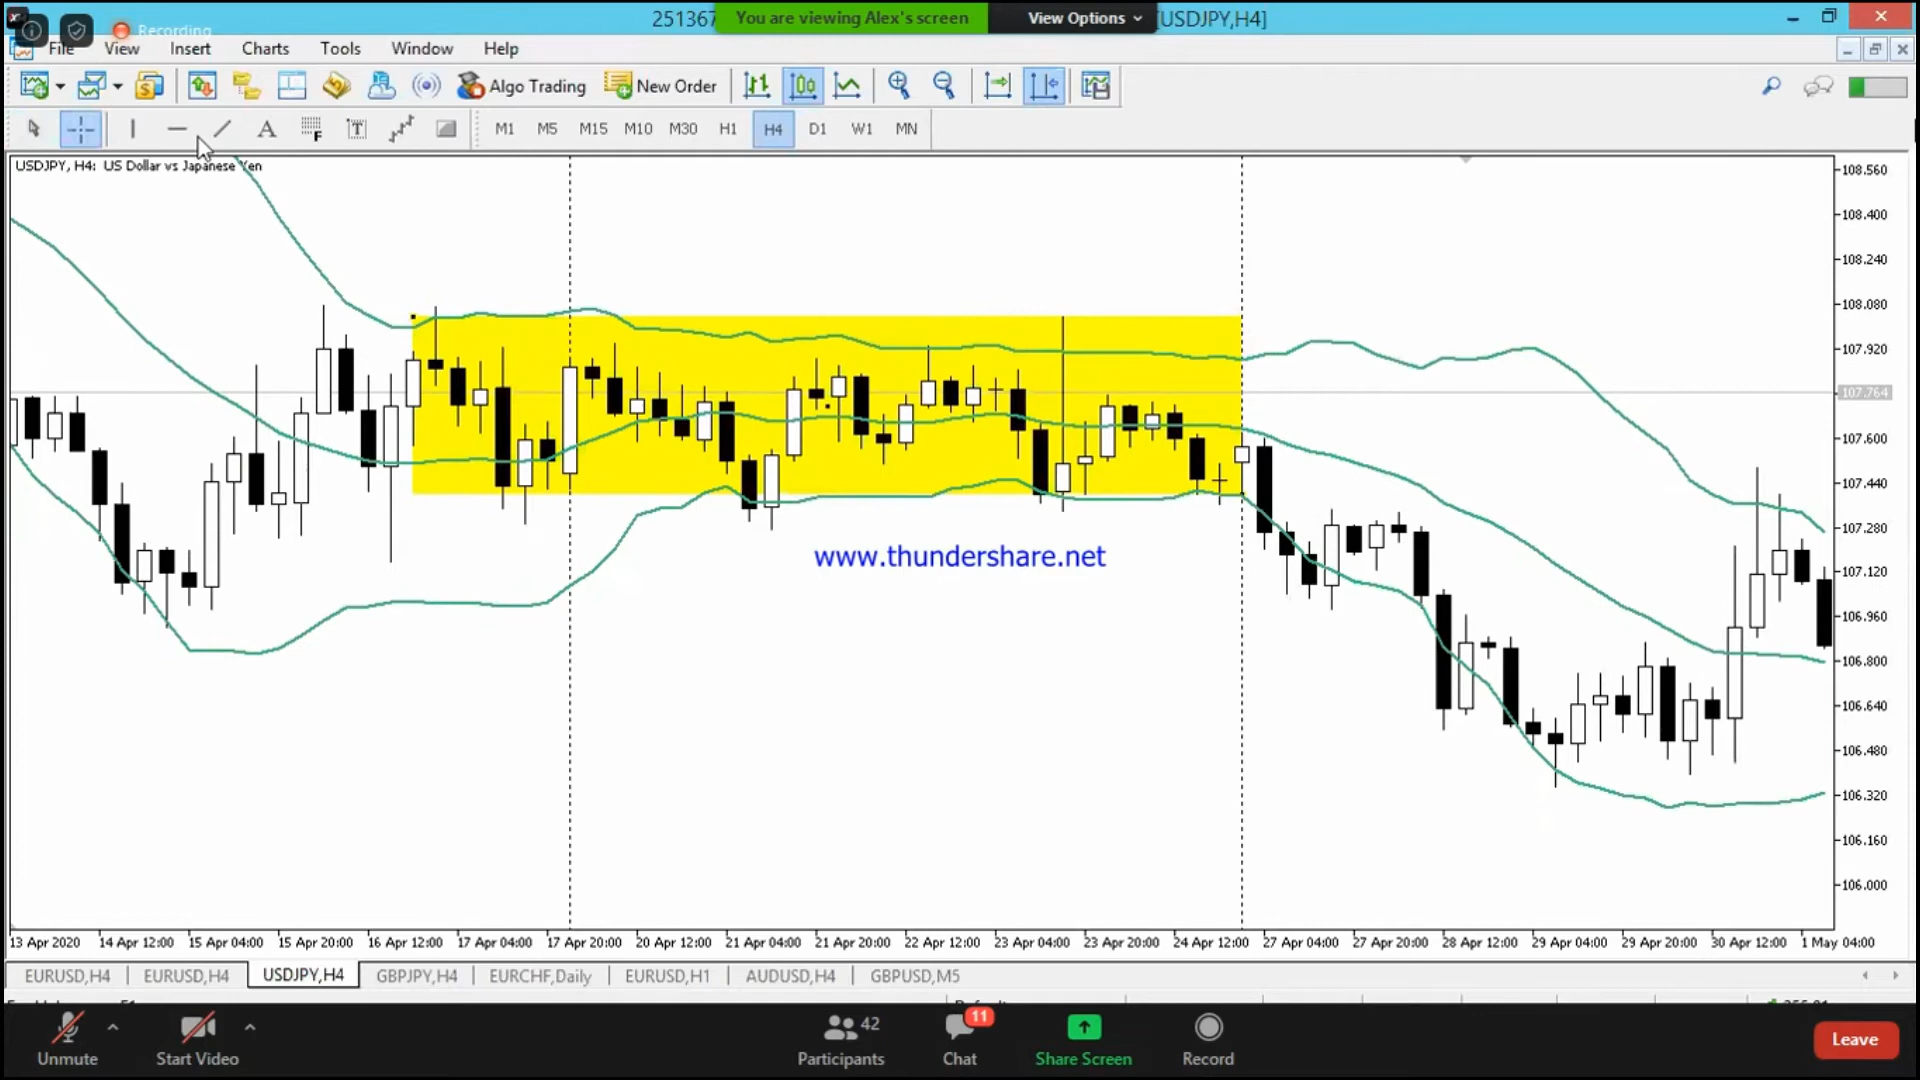 251367
You are viewing Alex's screen
View Options
[USDJPY,H4]
Recording
File View Insert Charts Tools Window Help
Algo Trading New Order
M1 M5 M15 M10 M30 H1 H4 D1 W1 MN
USDJPY, H4: US Dollar vs Japanese Yen
108.560
108.400
108.240
108.080
107.920
107.764
107.600
107.440
107.280
107.120
106.960
106.800
106.640
106.480
106.320
106.160
106.000
www.thundershare.net
13 Apr 2020 14 Apr 12:00 15 Apr 04:00 15 Apr 20:00 16 Apr 12:00 17 Apr 04:00 17 Apr 20:00 20 Apr 12:00 21 Apr 04:00 21 Apr 20:00 22 Apr 12:00 23 Apr 04:00 23 Apr 20:00 24 Apr 12:00 27 Apr 04:00 27 Apr 20:00 28 Apr 12:00 29 Apr 04:00 29 Apr 20:00 30 Apr 12:00 1 May 04:00
EURUSD,H4 EURUSD,H4 USDJPY,H4 GBPJPY,H4 EURCHF,Daily EURUSD,H1 AUDUSD,H4 GBPUSD,M5
42 11
Unmute Start Video Participants Chat Share Screen Record Leave